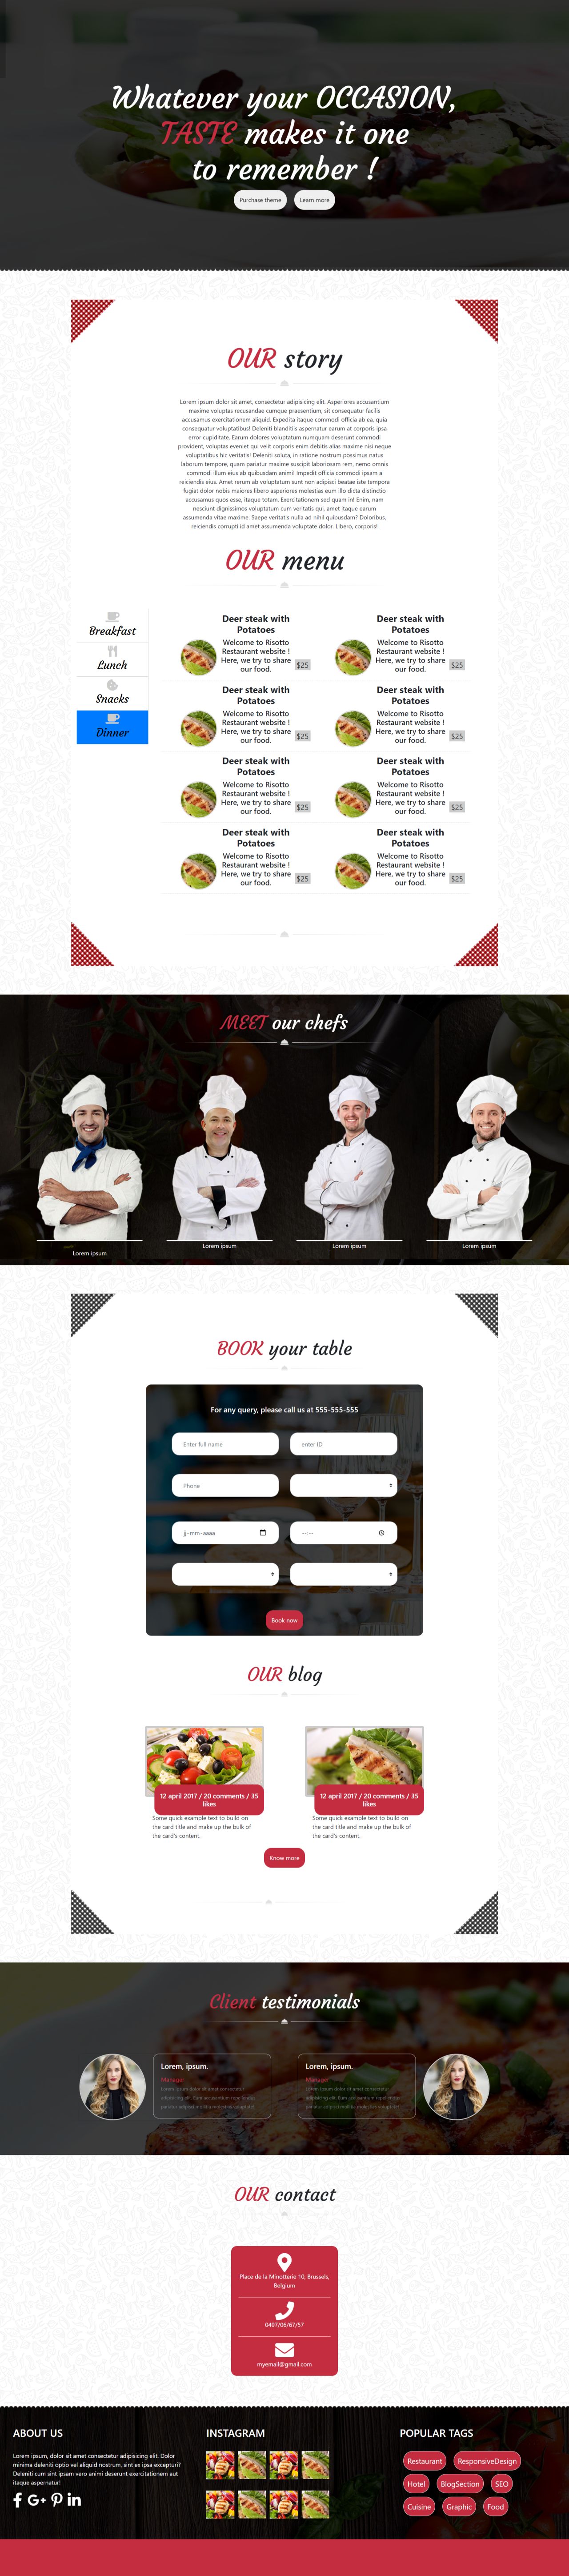 Whatever your OCCASION,
TASTE makes it one
to remember !
Purchase theme
Learn more
OUR story
Lorem ipsum dolor sit amet, consectetur adipisicing elit. Asperiores accusantium
maxime voluptas recusandae cumque praesentium, sit consequatur facilis
accusamus exercitationem aliquid. Expedita itaque commodi officia ab ea, quia
consequatur voluptatibus! Deleniti blanditiis aspernatur earum at corporis ipsa
error cupiditate. Earum dolores voluptatum numquam deserunt commodi
provident, voluptas eveniet qui velit corporis enim debitis alias maxime nisi neque
voluptatibus hic veritatis! Deleniti soluta, in ratione nostrum possimus natus
laborum tempore, quam pariatur maxime suscipit laboriosam rem, nemo omnis
commodi illum eius ab quibusdam animi! Impedit officia commodi ipsam a
reiciendis eius. Amet rerum ab voluptatum sunt non adipisci beatae iste tempora
fugiat dolor nobis maiores libero asperiores molestias eum illo dicta distinctio
accusamus quos esse, itaque totam. Exercitationem sed quam in! Enim, nam
nesciunt dignissimos voluptatum cum veritatis qui, amet itaque earum
assumenda vitae maxime. Saepe veritatis nulla ad nihil quibusdam? Doloribus,
reiciendis corrupti id amet assumenda voluptate dolor. Libero, corporis!
OUR menu
Breakfast
Lunch
Snacks
Dinner
Deer steak with
Potatoes
Welcome to Risotto
Restaurant website !
Here, we try to share
our food.
$25
Deer steak with
Potatoes
Welcome to Risotto
Restaurant website !
Here, we try to share
our food.
$25
Deer steak with
Potatoes
Welcome to Risotto
Restaurant website !
Here, we try to share
our food.
$25
Deer steak with
Potatoes
Welcome to Risotto
Restaurant website !
Here, we try to share
our food.
$25
Deer steak with
Potatoes
Welcome to Risotto
Restaurant website !
Here, we try to share
our food.
$25
Deer steak with
Potatoes
Welcome to Risotto
Restaurant website !
Here, we try to share
our food.
$25
Deer steak with
Potatoes
Welcome to Risotto
Restaurant website !
Here, we try to share
our food.
$25
Deer steak with
Potatoes
Welcome to Risotto
Restaurant website !
Here, we try to share
our food.
$25
MEET our chefs
Lorem ipsum
Lorem ipsum
Lorem ipsum
Lorem ipsum
BOOK your table
For any query, please call us at 555-555-555
Enter full name
enter ID
Phone
jj-mm-aaaa
--:--
Book now
OUR blog
12 april 2017 / 20 comments / 35
likes
Some quick example text to build on
the card title and make up the bulk of
the card's content.
12 april 2017 / 20 comments / 35
likes
Some quick example text to build on
the card title and make up the bulk of
the card's content.
Know more
Client testimonials
Lorem, ipsum.
Manager
Lorem ipsum dolor sit amet consectetur
Lorem, ipsum.
Manager
Lorem ipsum dolor sit amet consectetur
OUR contact
Place de la Minotterie 10, Brussels,
Belgium
0497/06/67/57
myemail@gmail.com
ABOUT US
Lorem ipsum, dolor sit amet consectetur adipisicing elit. Dolor
minima deleniti optio vel aliquid nostrum, sint ex ipsa excepturi?
Deleniti cum sint ipsam vero animi deserunt exercitationem aut
itaque aspernatur!
INSTAGRAM
POPULAR TAGS
Restaurant
ResponsiveDesign
Hotel
BlogSection
SEO
Cuisine
Graphic
Food